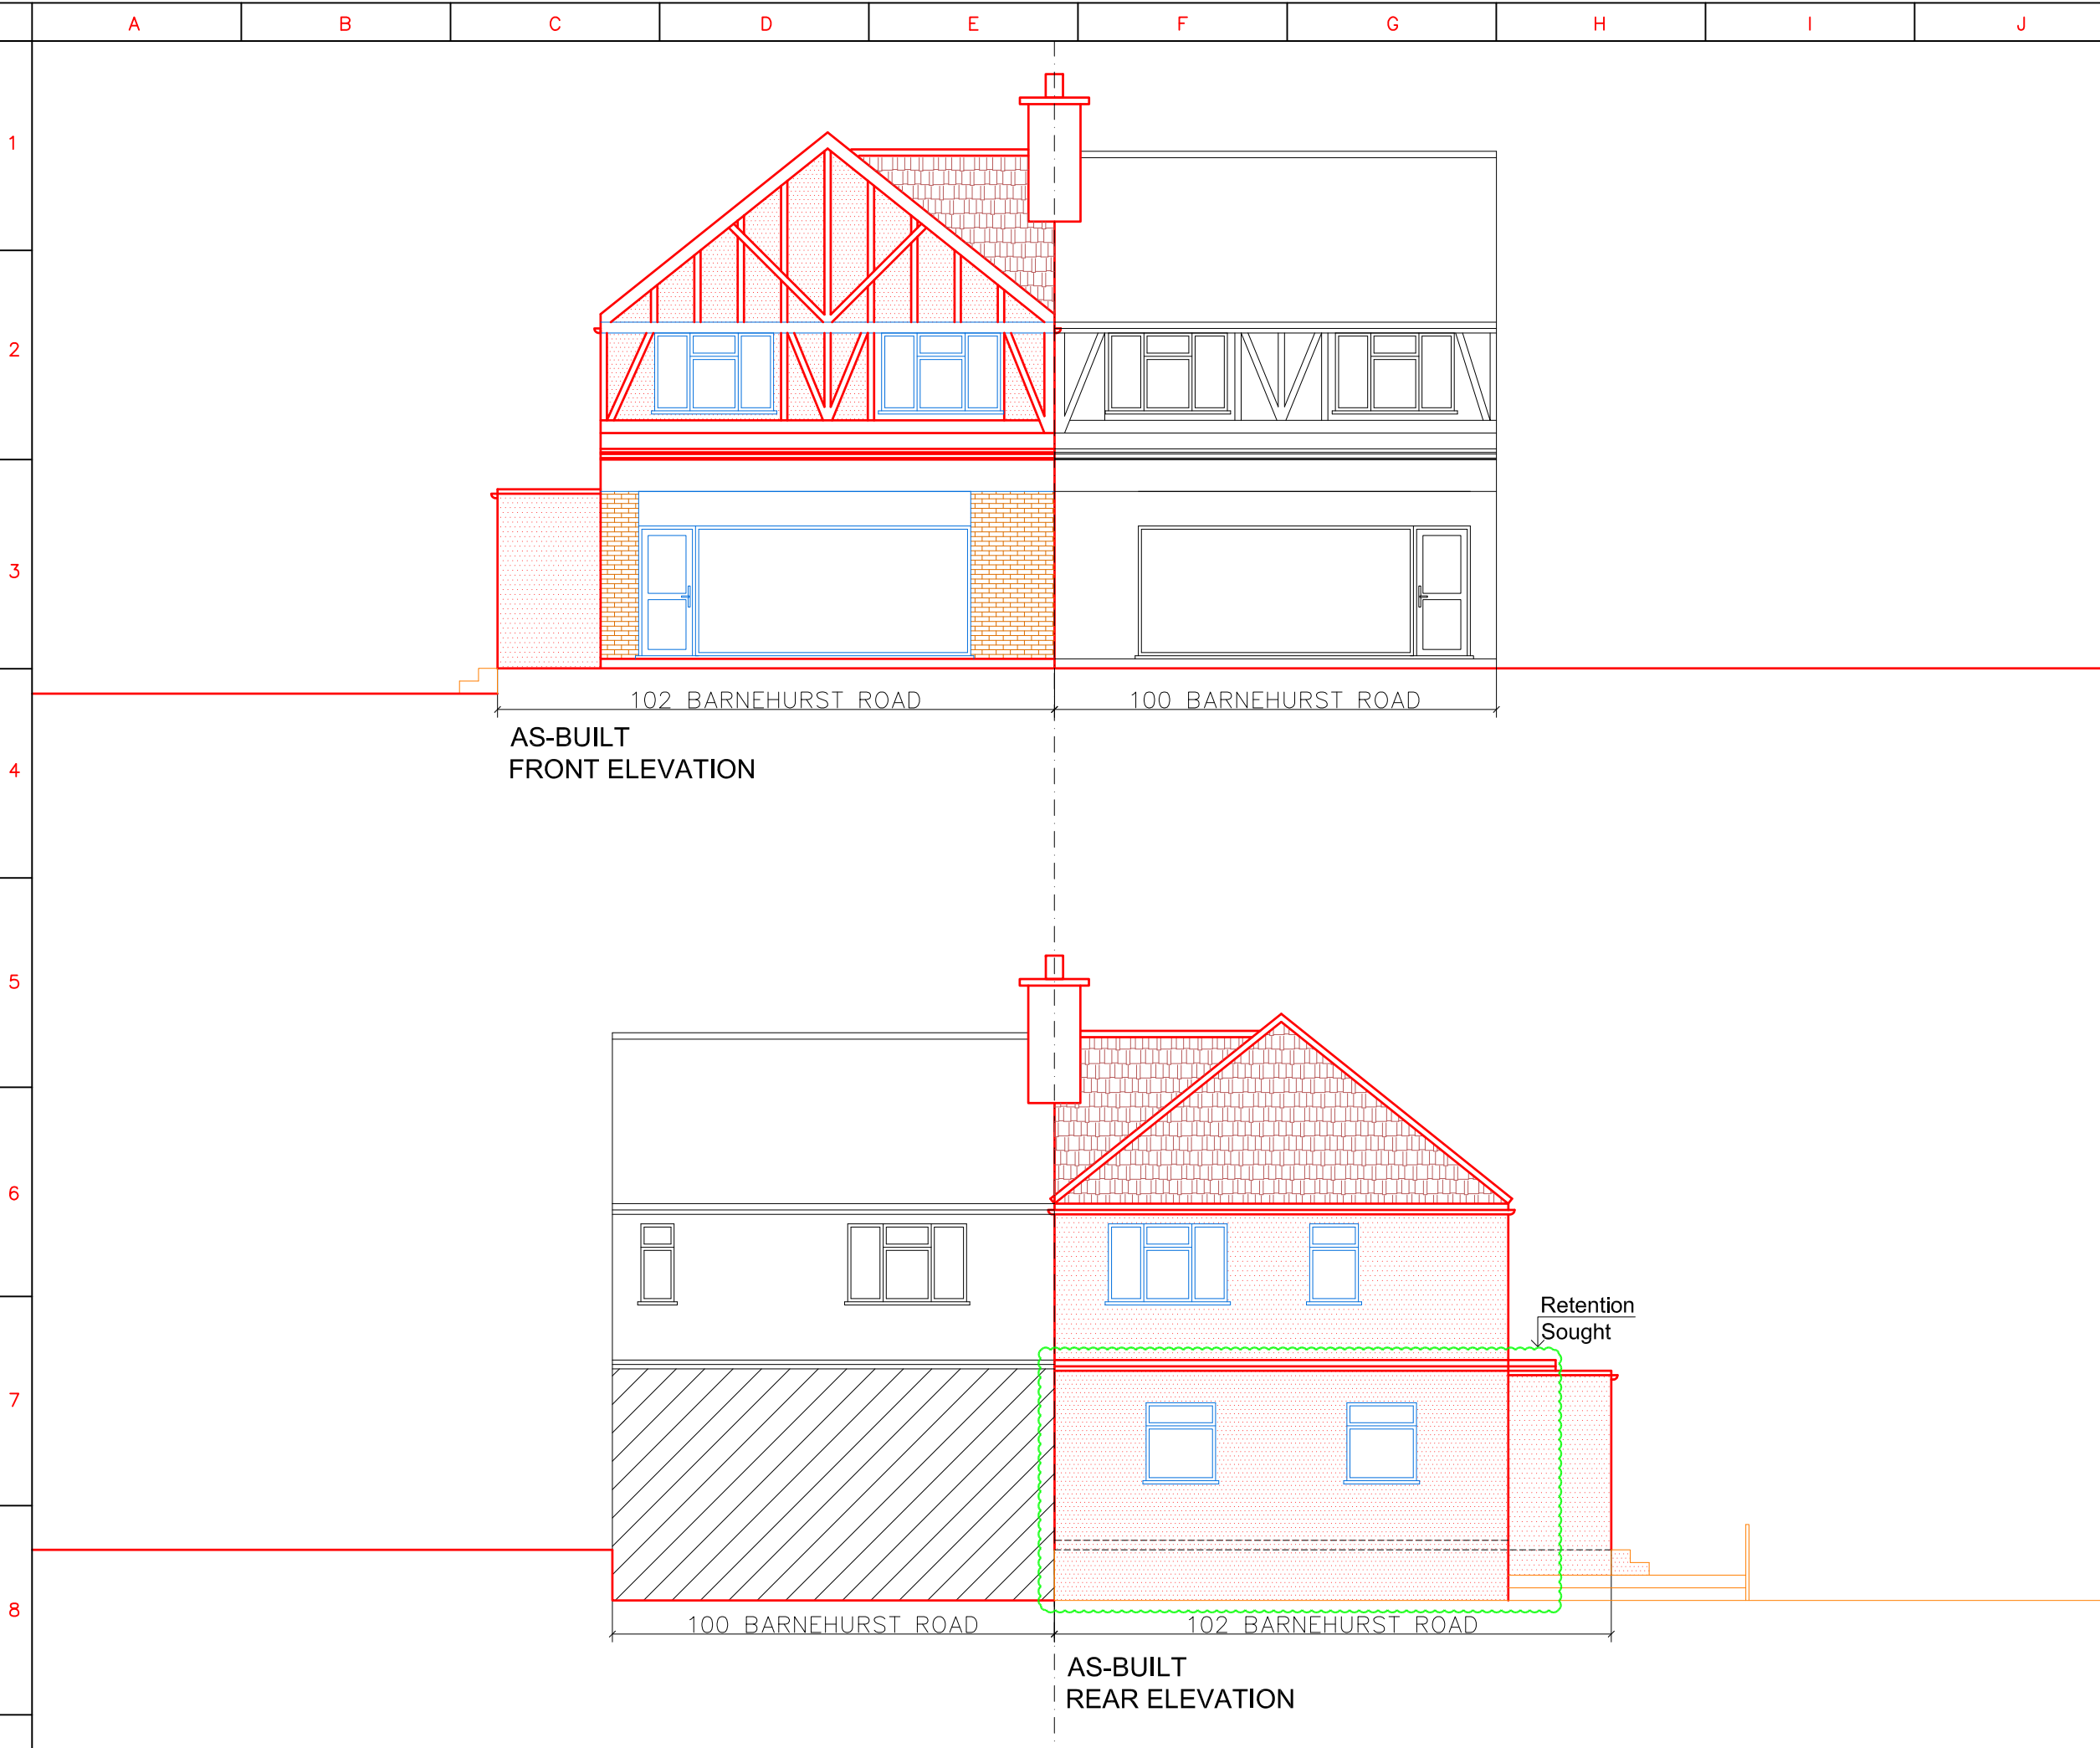 A B C D E F G H I J
1
2
3
102 BARNEHURST ROAD 100 BARNEHURST ROAD
AS-BUILT
FRONT ELEVATION
4
5
6
Retention
Sought
7
8
100 BARNEHURST ROAD 102 BARNEHURST ROAD
AS-BUILT
REAR ELEVATION